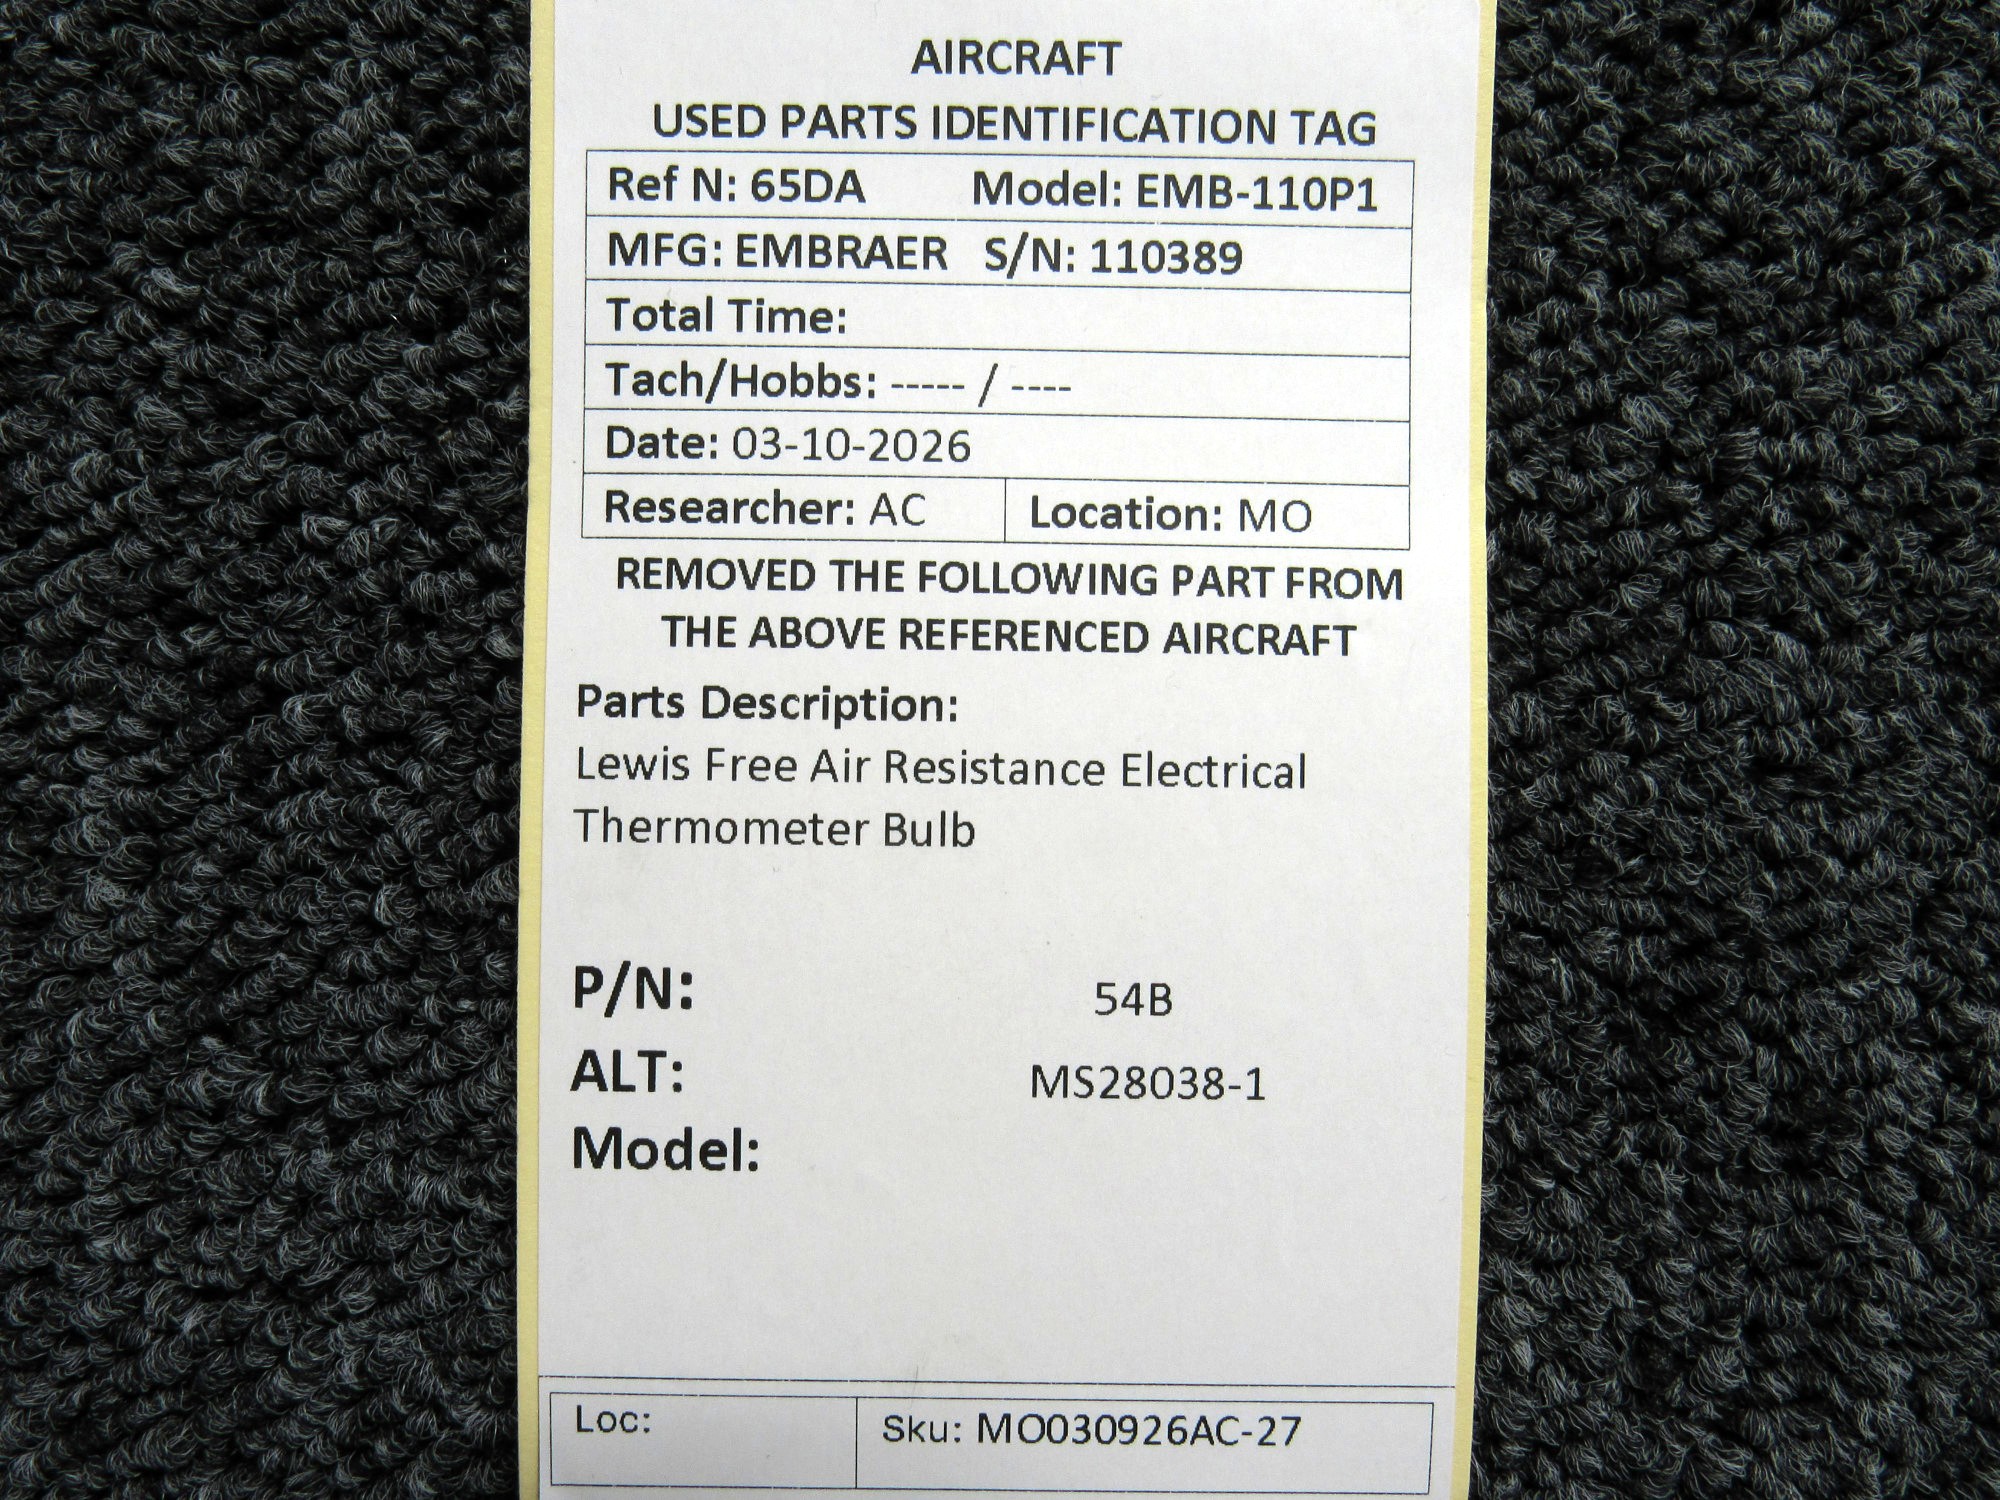 AIRCRAFT
USED PARTS IDENTIFICATION TAG
Ref N: 65DA Model: EMB-110P1
MFG: EMBRAER S/N: 110389
Total Time:
Tach/Hobbs: ----- / ----
Date: 03-10-2026
Researcher: AC Location: MO
REMOVED THE FOLLOWING PART FROM
THE ABOVE REFERENCED AIRCRAFT
Parts Description:
Lewis Free Air Resistance Electrical
Thermometer Bulb
P/N: 54B
ALT: MS28038-1
Model:
Loc: Sku: MO030926AC-27